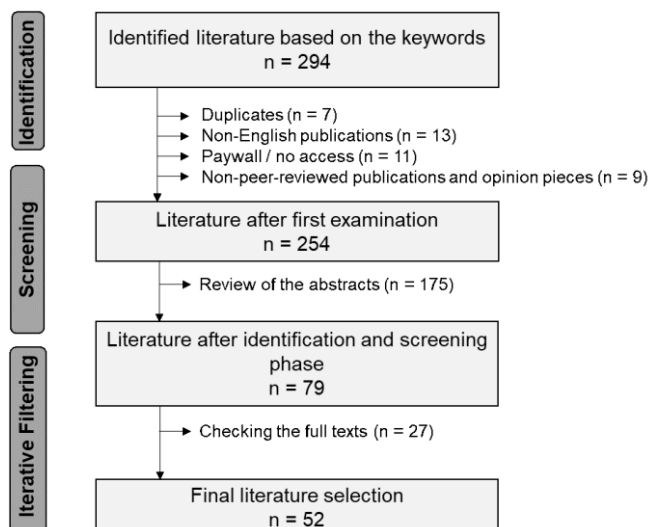 Identification
Identified literature based on the keywords
n = 294
Duplicates (n = 7)
Non-English publications (n = 13)
Paywall / no access (n = 11)
Non-peer-reviewed publications and opinion pieces (n = 9)
Screening
Literature after first examination
n = 254
Review of the abstracts (n = 175)
Iterative Filtering
Literature after identification and screening
phase
n = 79
Checking the full texts (n = 27)
Final literature selection
n = 52